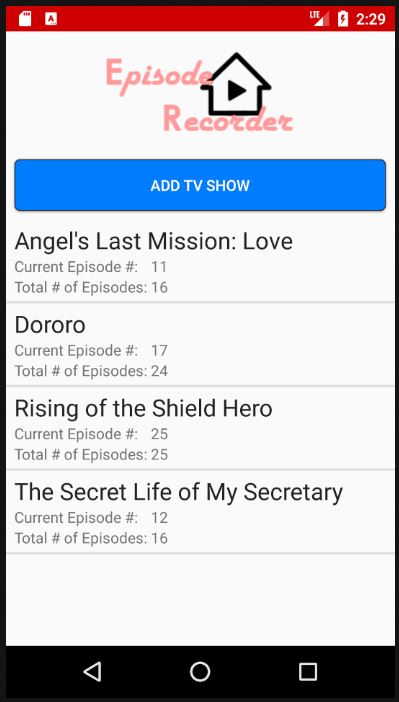 LTE 2:29
Episode
Recorder
ADD TV SHOW
Angel's Last Mission: Love
Current Episode #: 11
Total # of Episodes: 16
Dororo
Current Episode #: 17
Total # of Episodes: 24
Rising of the Shield Hero
Current Episode #: 25
Total # of Episodes: 25
The Secret Life of My Secretary
Current Episode #: 12
Total # of Episodes: 16